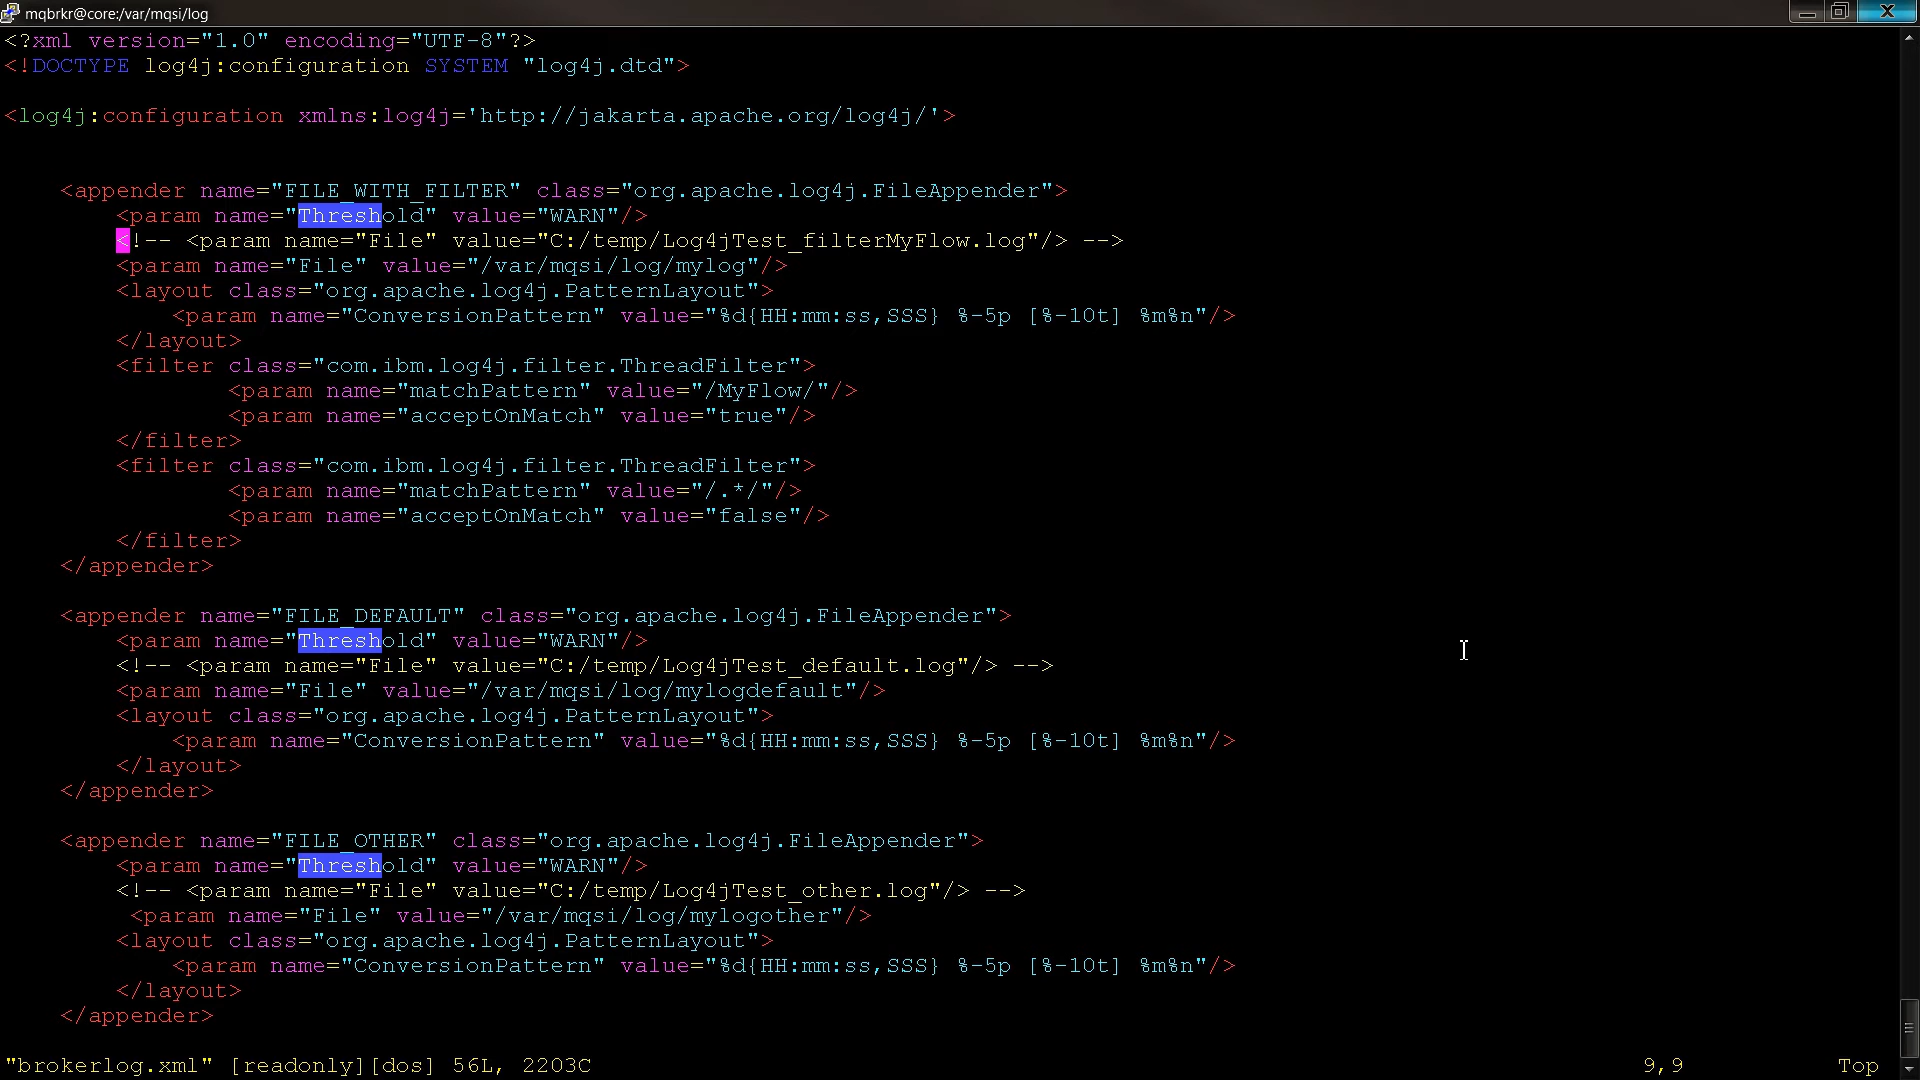 mqbrkr@core:/var/mqsi/log
<?xml version="1.0" encoding="UTF-8"?>
<!DOCTYPE log4j:configuration SYSTEM "log4j.dtd">
<log4j:configuration xmlns:log4j='http://jakarta.apache.org/log4j/'>
<appender name="FILE_WITH_FILTER" class="org.apache.log4j.FileAppender">
<param name="Threshold" value="WARN"/>
<!-- <param name="File" value="C:/temp/Log4jTest_filterMyFlow.log"/> -->
<param name="File" value="/var/mqsi/log/mylog"/>
<layout class="org.apache.log4j.PatternLayout">
<param name="ConversionPattern" value="%d{HH:mm:ss,SSS} %-5p [%-10t] %m%n"/>
</layout>
<filter class="com.ibm.log4j.filter.ThreadFilter">
<param name="matchPattern" value="/MyFlow/"/>
<param name="acceptOnMatch" value="true"/>
</filter>
<filter class="com.ibm.log4j.filter.ThreadFilter">
<param name="matchPattern" value="/.*/"/>
<param name="acceptOnMatch" value="false"/>
</filter>
</appender>
<appender name="FILE_DEFAULT" class="org.apache.log4j.FileAppender">
<param name="Threshold" value="WARN"/>
<!-- <param name="File" value="C:/temp/Log4jTest_default.log"/> -->
<param name="File" value="/var/mqsi/log/mylogdefault"/>
<layout class="org.apache.log4j.PatternLayout">
<param name="ConversionPattern" value="%d{HH:mm:ss,SSS} %-5p [%-10t] %m%n"/>
</layout>
</appender>
<appender name="FILE_OTHER" class="org.apache.log4j.FileAppender">
<param name="Threshold" value="WARN"/>
<!-- <param name="File" value="C:/temp/Log4jTest_other.log"/> -->
<param name="File" value="/var/mqsi/log/mylogother"/>
<layout class="org.apache.log4j.PatternLayout">
<param name="ConversionPattern" value="%d{HH:mm:ss,SSS} %-5p [%-10t] %m%n"/>
</layout>
</appender>
"brokerlog.xml" [readonly][dos] 56L, 2203C 9,9 Top